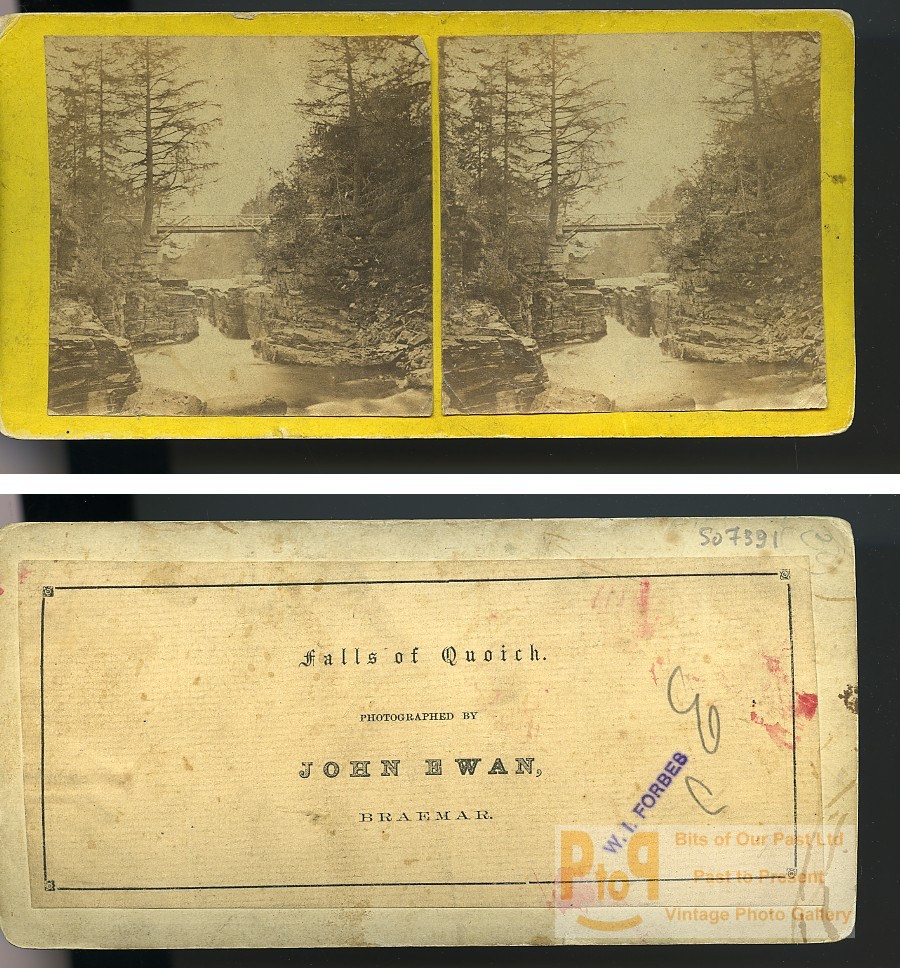 507391
Falls of Quoich.
PHOTOGRAPHED BY
JOHN EWAN,
BRAEMAR.
W. I. FORBES
PtoP
Bits of Our Past Ltd
Past to Present
Vintage Photo Gallery